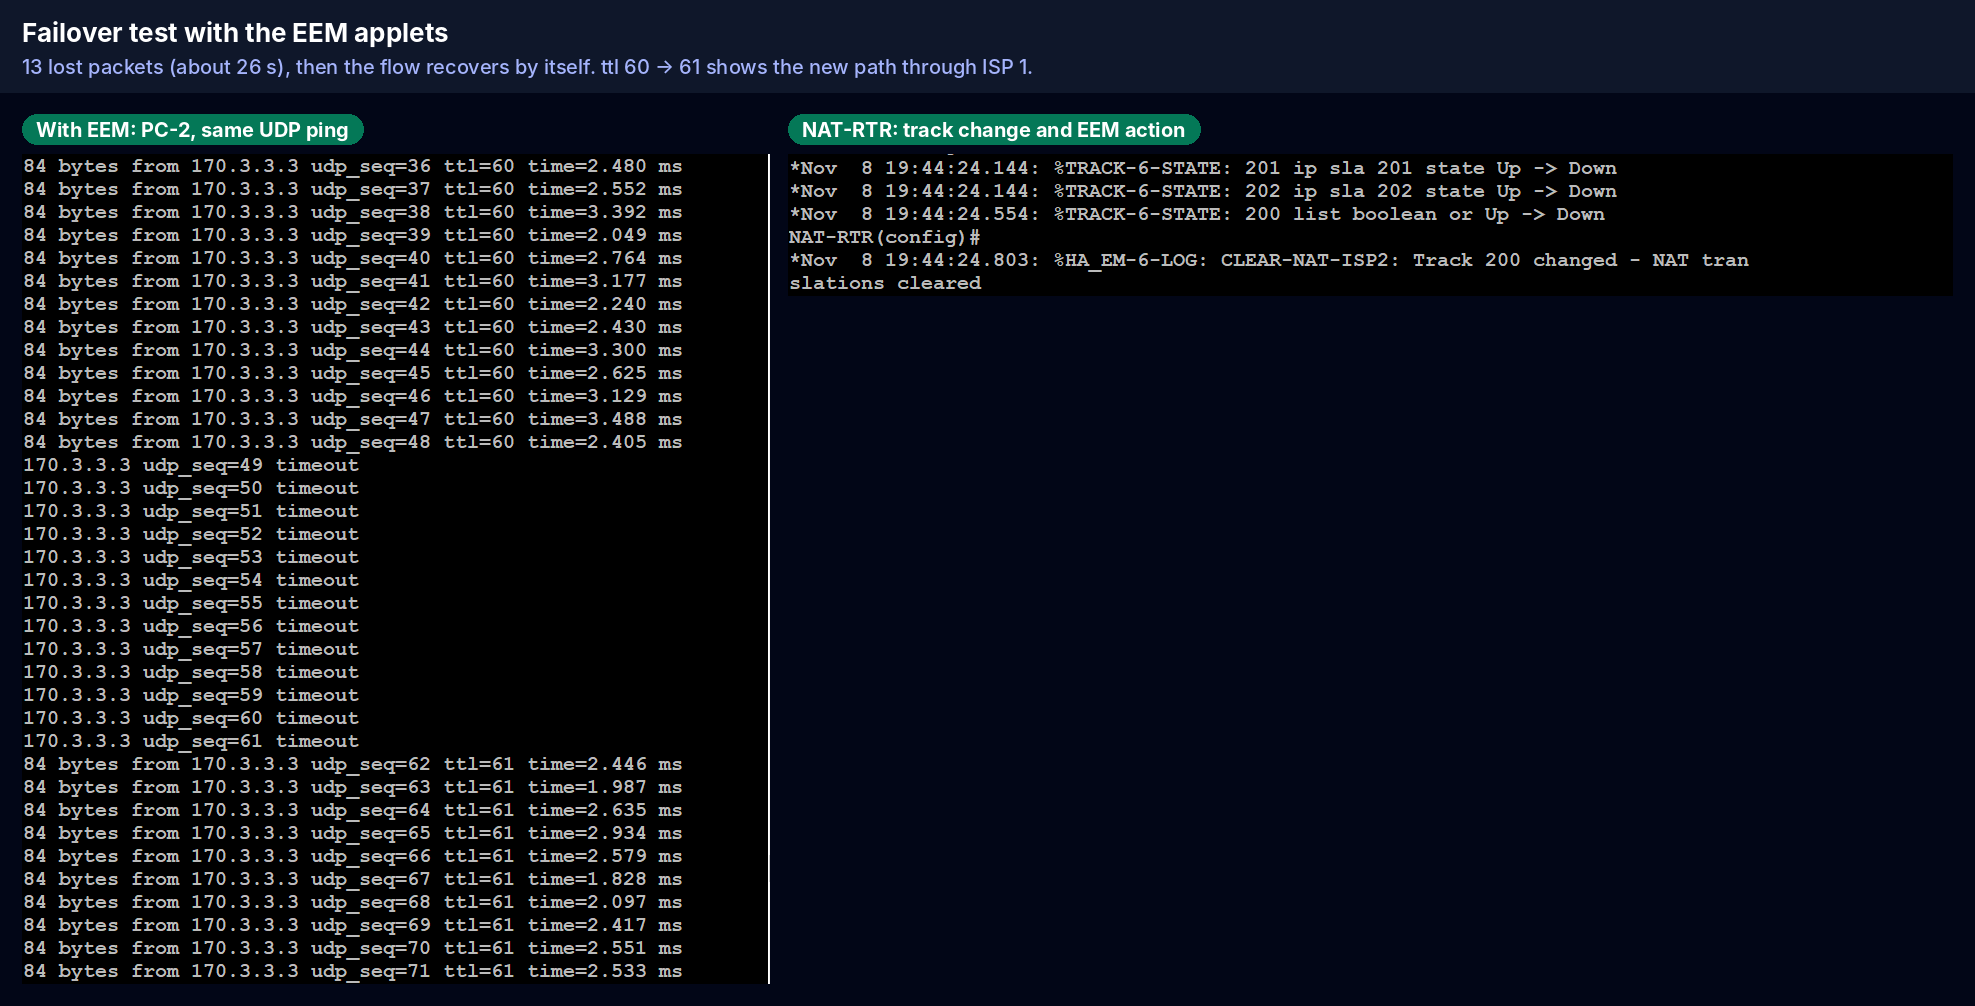 Failover test with the EEM applets
13 lost packets (about 26 s), then the flow recovers by itself. ttl 60 → 61 shows the new path through ISP 1.
With EEM: PC-2, same UDP ping
84 bytes from 170.3.3.3 udp_seq=36 ttl=60 time=2.480 ms
84 bytes from 170.3.3.3 udp_seq=37 ttl=60 time=2.552 ms
84 bytes from 170.3.3.3 udp_seq=38 ttl=60 time=3.392 ms
84 bytes from 170.3.3.3 udp_seq=39 ttl=60 time=2.049 ms
84 bytes from 170.3.3.3 udp_seq=40 ttl=60 time=2.764 ms
84 bytes from 170.3.3.3 udp_seq=41 ttl=60 time=3.177 ms
84 bytes from 170.3.3.3 udp_seq=42 ttl=60 time=2.240 ms
84 bytes from 170.3.3.3 udp_seq=43 ttl=60 time=2.430 ms
84 bytes from 170.3.3.3 udp_seq=44 ttl=60 time=3.300 ms
84 bytes from 170.3.3.3 udp_seq=45 ttl=60 time=2.625 ms
84 bytes from 170.3.3.3 udp_seq=46 ttl=60 time=3.129 ms
84 bytes from 170.3.3.3 udp_seq=47 ttl=60 time=3.488 ms
84 bytes from 170.3.3.3 udp_seq=48 ttl=60 time=2.405 ms
170.3.3.3 udp_seq=49 timeout
170.3.3.3 udp_seq=50 timeout
170.3.3.3 udp_seq=51 timeout
170.3.3.3 udp_seq=52 timeout
170.3.3.3 udp_seq=53 timeout
170.3.3.3 udp_seq=54 timeout
170.3.3.3 udp_seq=55 timeout
170.3.3.3 udp_seq=56 timeout
170.3.3.3 udp_seq=57 timeout
170.3.3.3 udp_seq=58 timeout
170.3.3.3 udp_seq=59 timeout
170.3.3.3 udp_seq=60 timeout
170.3.3.3 udp_seq=61 timeout
84 bytes from 170.3.3.3 udp_seq=62 ttl=61 time=2.446 ms
84 bytes from 170.3.3.3 udp_seq=63 ttl=61 time=1.987 ms
84 bytes from 170.3.3.3 udp_seq=64 ttl=61 time=2.635 ms
84 bytes from 170.3.3.3 udp_seq=65 ttl=61 time=2.934 ms
84 bytes from 170.3.3.3 udp_seq=66 ttl=61 time=2.579 ms
84 bytes from 170.3.3.3 udp_seq=67 ttl=61 time=1.828 ms
84 bytes from 170.3.3.3 udp_seq=68 ttl=61 time=2.097 ms
84 bytes from 170.3.3.3 udp_seq=69 ttl=61 time=2.417 ms
84 bytes from 170.3.3.3 udp_seq=70 ttl=61 time=2.551 ms
84 bytes from 170.3.3.3 udp_seq=71 ttl=61 time=2.533 ms
NAT-RTR: track change and EEM action
*Nov  8 19:44:24.144: %TRACK-6-STATE: 201 ip sla 201 state Up -> Down
*Nov  8 19:44:24.144: %TRACK-6-STATE: 202 ip sla 202 state Up -> Down
*Nov  8 19:44:24.554: %TRACK-6-STATE: 200 list boolean or Up -> Down
NAT-RTR(config)#
*Nov  8 19:44:24.803: %HA_EM-6-LOG: CLEAR-NAT-ISP2: Track 200 changed - NAT tran
slations cleared